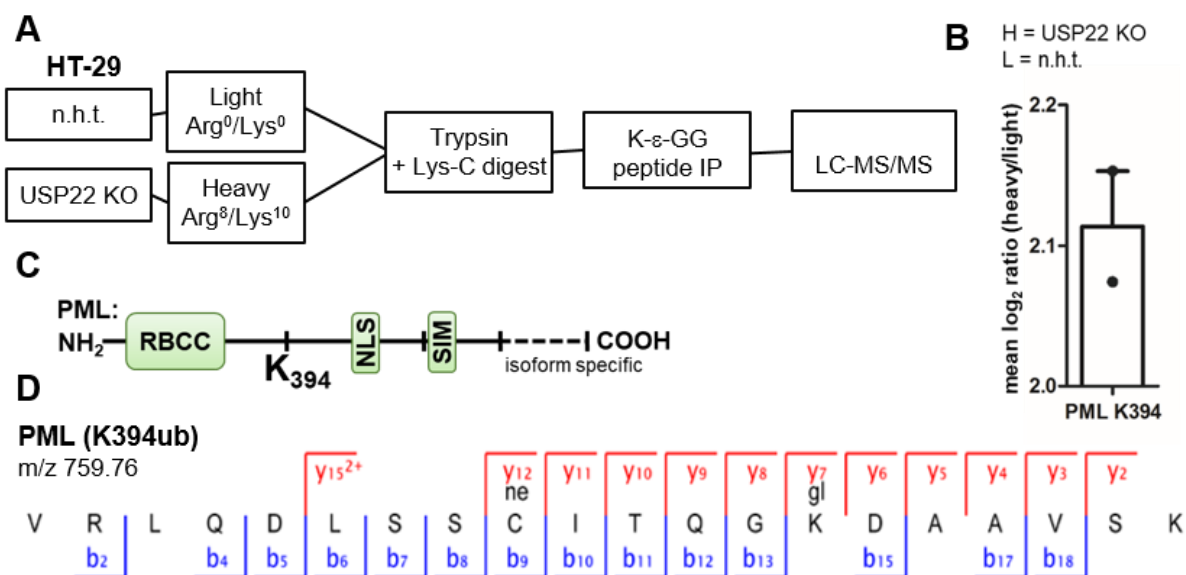 A
HT-29
n.h.t.
Light
Arg⁰/Lys⁰
USP22 KO
Heavy
Arg⁸/Lys¹⁰
Trypsin
+ Lys-C digest
K-ε-GG
peptide IP
LC-MS/MS
B
H = USP22 KO
L = n.h.t.
mean log₂ ratio (heavy/light)
2.2
2.1
2.0
PML K394
C
PML:
NH₂
RBCC
K₃₉₄
NLS
SIM
COOH
isoform specific
D
PML (K394ub)
m/z 759.76
y₁₅²⁺ y₁₂ y₁₁ y₁₀ y₉ y₈ y₇ y₆ y₅ y₄ y₃ y₂
ne gl
V R L Q D L S S C I T Q G K D A A V S K
b₂ b₄ b₅ b₆ b₇ b₈ b₉ b₁₀ b₁₁ b₁₂ b₁₃ b₁₅ b₁₇ b₁₈